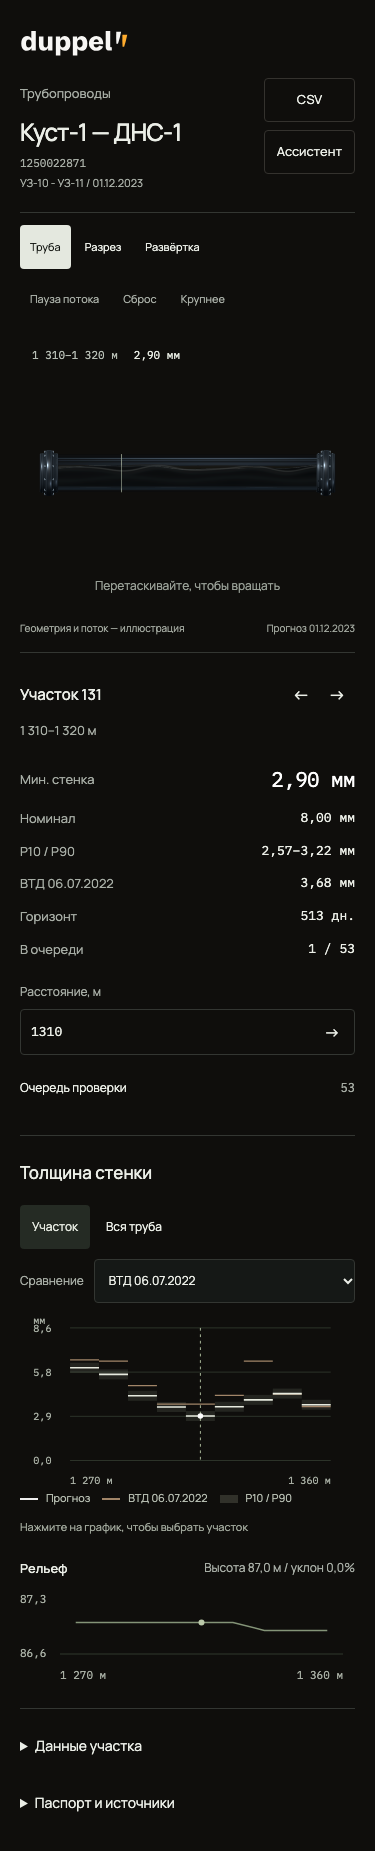 duppel
Трубопроводы
CSV
Куст-1 — ДНС-1
Ассистент
1250022871
УЗ-10 - УЗ-11 / 01.12.2023
Труба Разрез Развёртка
Пауза потока Сброс Крупнее
1 310–1 320 м 2,90 мм
Перетаскивайте, чтобы вращать
Геометрия и поток — иллюстрация Прогноз 01.12.2023
Участок 131 ← →
1 310–1 320 м
Мин. стенка 2,90 мм
Номинал 8,00 мм
P10 / P90 2,57–3,22 мм
ВТД 06.07.2022 3,68 мм
Горизонт 513 дн.
В очереди 1 / 53
Расстояние, м
1310 →
Очередь проверки 53
Толщина стенки
Участок Вся труба
Сравнение ВТД 06.07.2022
мм
8,6
5,8
2,9
0,0
1 270 м 1 360 м
Прогноз ВТД 06.07.2022 P10 / P90
Нажмите на график, чтобы выбрать участок
Рельеф Высота 87,0 м / уклон 0,0%
87,3
86,6
1 270 м 1 360 м
▶ Данные участка
▶ Паспорт и источники